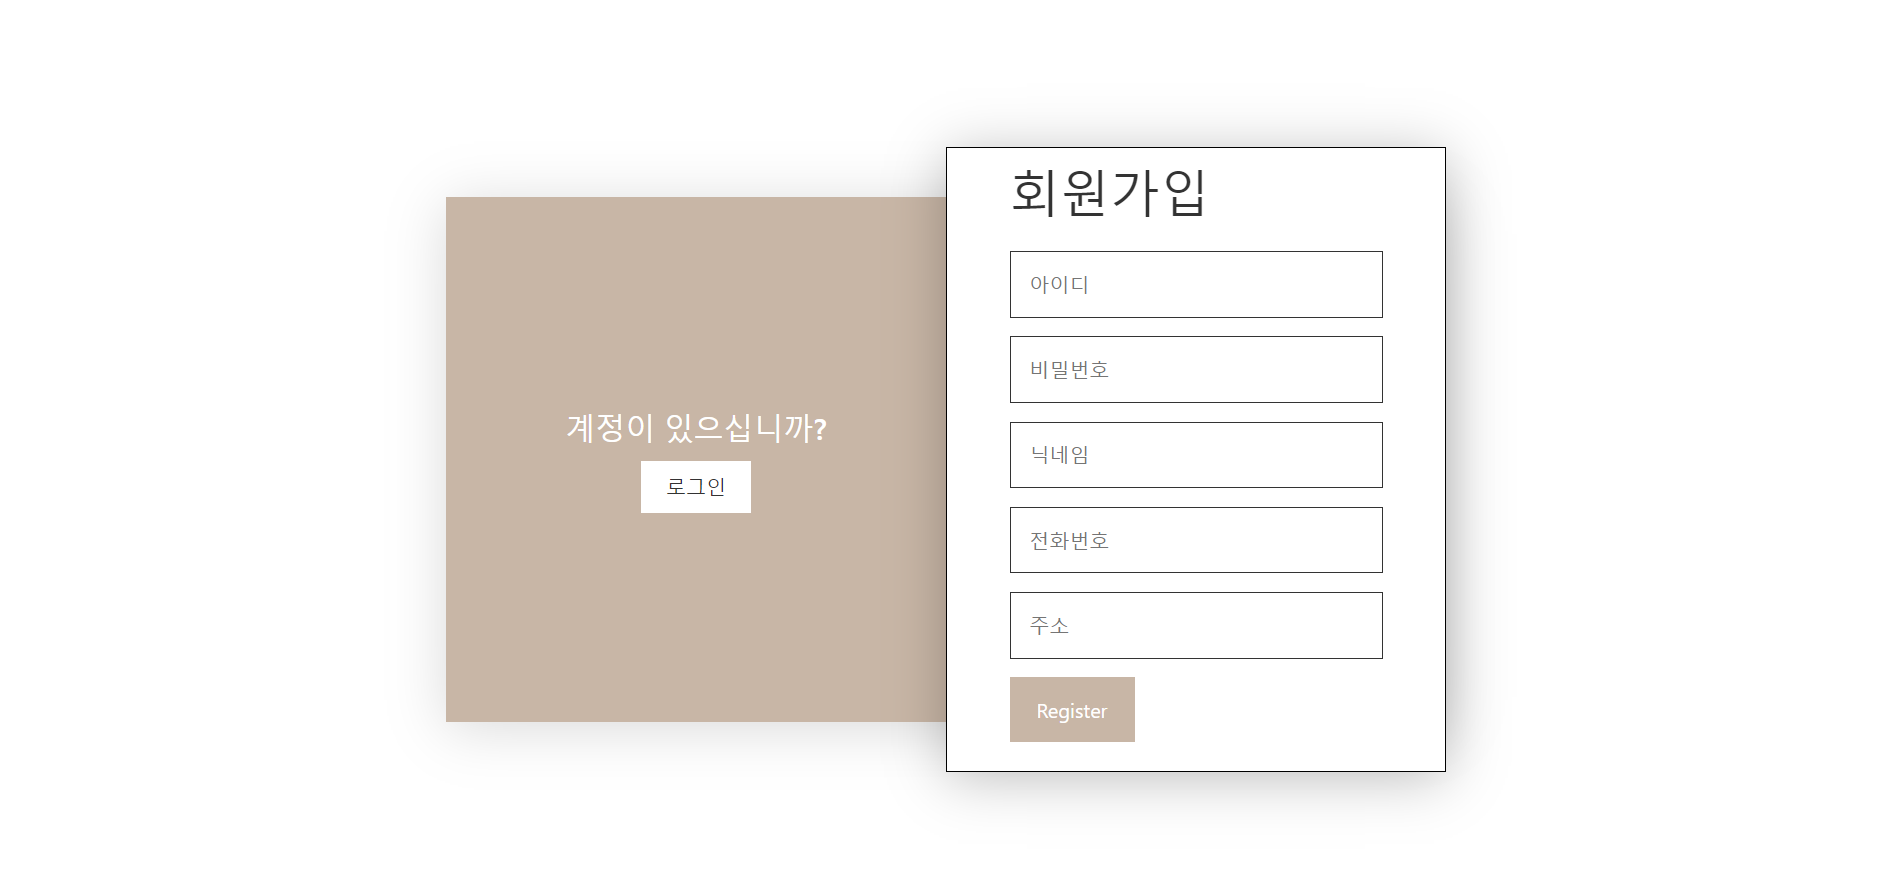 계정이 있으십니까?
로그인
회원가입
아이디
비밀번호
닉네임
전화번호
주소
Register